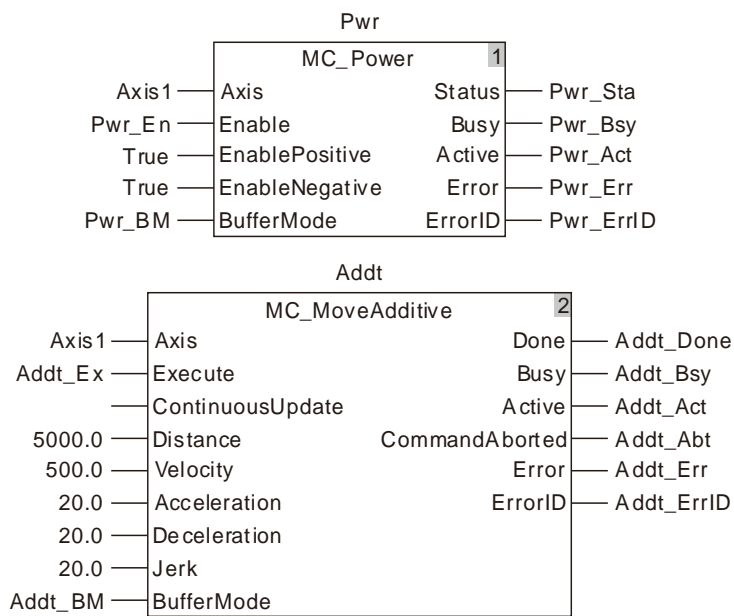 Pwr
MC_Power 1
Axis1 Axis Status Pwr_Sta
Pwr_En Enable Busy Pwr_Bsy
True EnablePositive Active Pwr_Act
True EnableNegative Error Pwr_Err
Pwr_BM BufferMode ErrorID Pwr_ErrID
Addt
MC_MoveAdditive 2
Axis1 Axis Done Addt_Done
Addt_Ex Execute Busy Addt_Bsy
ContinuousUpdate Active Addt_Act
5000.0 Distance CommandAborted Addt_Abt
500.0 Velocity Error Addt_Err
20.0 Acceleration ErrorID Addt_ErrID
20.0 Deceleration
20.0 Jerk
Addt_BM BufferMode